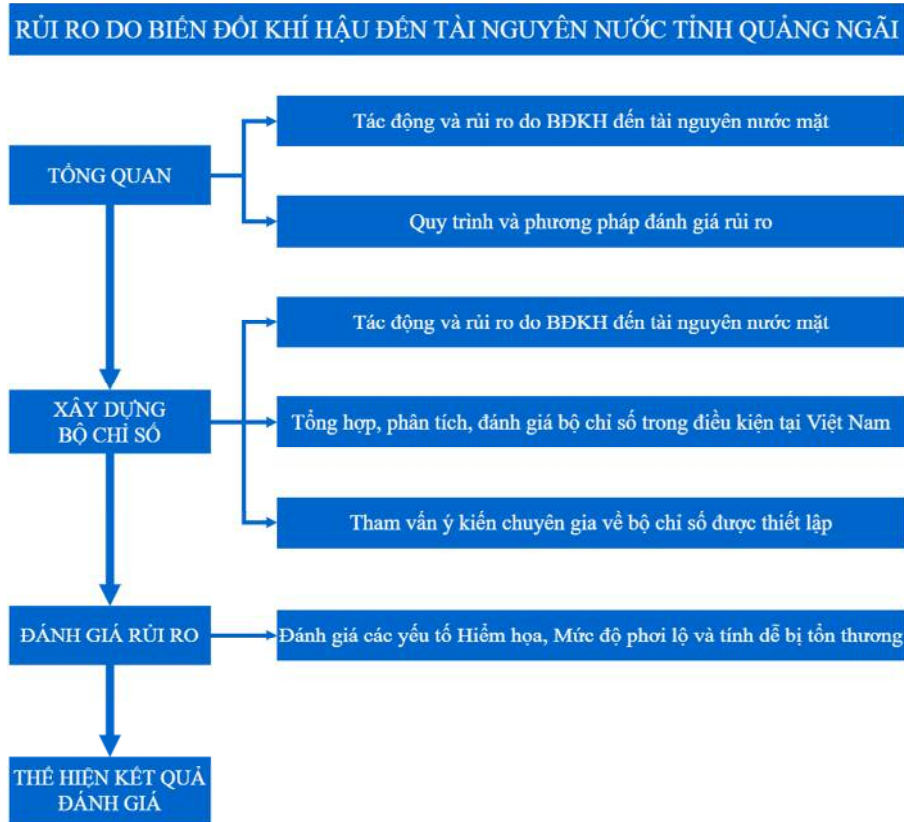 RỦI RO DO BIẾN ĐỔI KHÍ HẬU ĐẾN TÀI NGUYÊN NƯỚC TỈNH QUẢNG NGÃI
TỔNG QUAN
Tác động và rủi ro do BĐKH đến tài nguyên nước mặt
Quy trình và phương pháp đánh giá rủi ro
XÂY DỰNG
BỘ CHỈ SỐ
Tác động và rủi ro do BĐKH đến tài nguyên nước mặt
Tổng hợp, phân tích, đánh giá bộ chỉ số trong điều kiện tại Việt Nam
Tham vấn ý kiến chuyên gia về bộ chỉ số được thiết lập
ĐÁNH GIÁ RỦI RO
Đánh giá các yếu tố Hiểm họa, Mức độ phơi lộ và tính dễ bị tổn thương
THỂ HIỆN KẾT QUẢ
ĐÁNH GIÁ